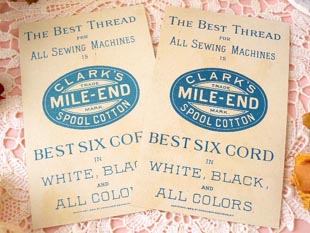 The Best Thread
for
All Sewing Machines
is
CLARK'S
TRADE
MILE-END
MARK
SPOOL COTTON
BEST SIX COR
IN
WHITE, BLACK
AND
ALL COLO
The Best Thread
for
All Sewing Machines
is
CLARK'S
TRADE
MILE-END
MARK
SPOOL COTTON
BEST SIX CORD
IN
WHITE, BLACK,
AND
ALL COLORS